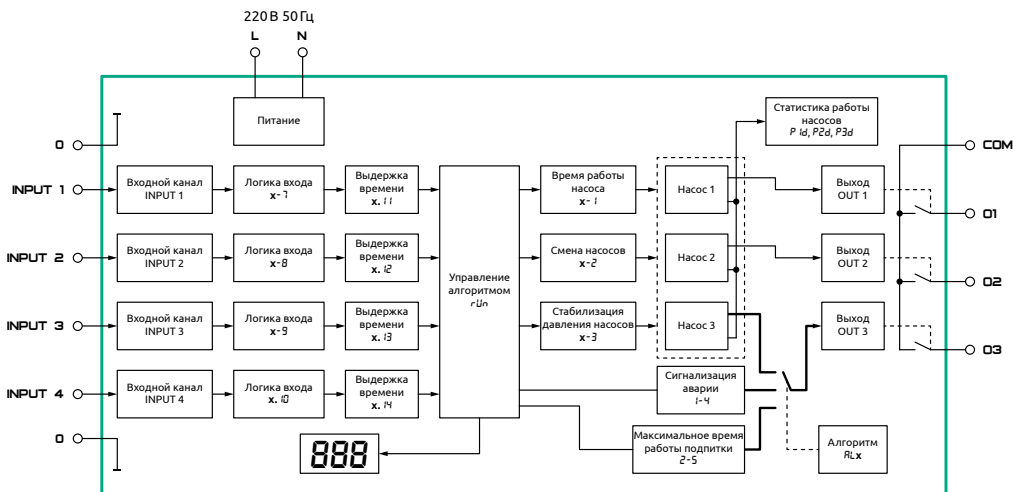 220 В 50 Гц
L N
Питание
Статистика работы
насосов
P1d, P2d, P3d
0
COM
INPUT 1
Входной канал
INPUT 1
Логика входа
x-7
Выдержка
времени
x.11
Время работы
насоса
x-1
Насос 1
Выход
OUT 1
01
INPUT 2
Входной канал
INPUT 2
Логика входа
x-8
Выдержка
времени
x.12
Управление
алгоритмом
rUn
Смена насосов
x-2
Насос 2
Выход
OUT 2
02
INPUT 3
Входной канал
INPUT 3
Логика входа
x-9
Выдержка
времени
x.13
Стабилизация
давления насосов
x-3
Насос 3
Выход
OUT 3
03
INPUT 4
Входной канал
INPUT 4
Логика входа
x.10
Выдержка
времени
x.14
Сигнализация
аварии
1-4
0
888
Максимальное время
работы подпитки
2-5
Алгоритм
ALx